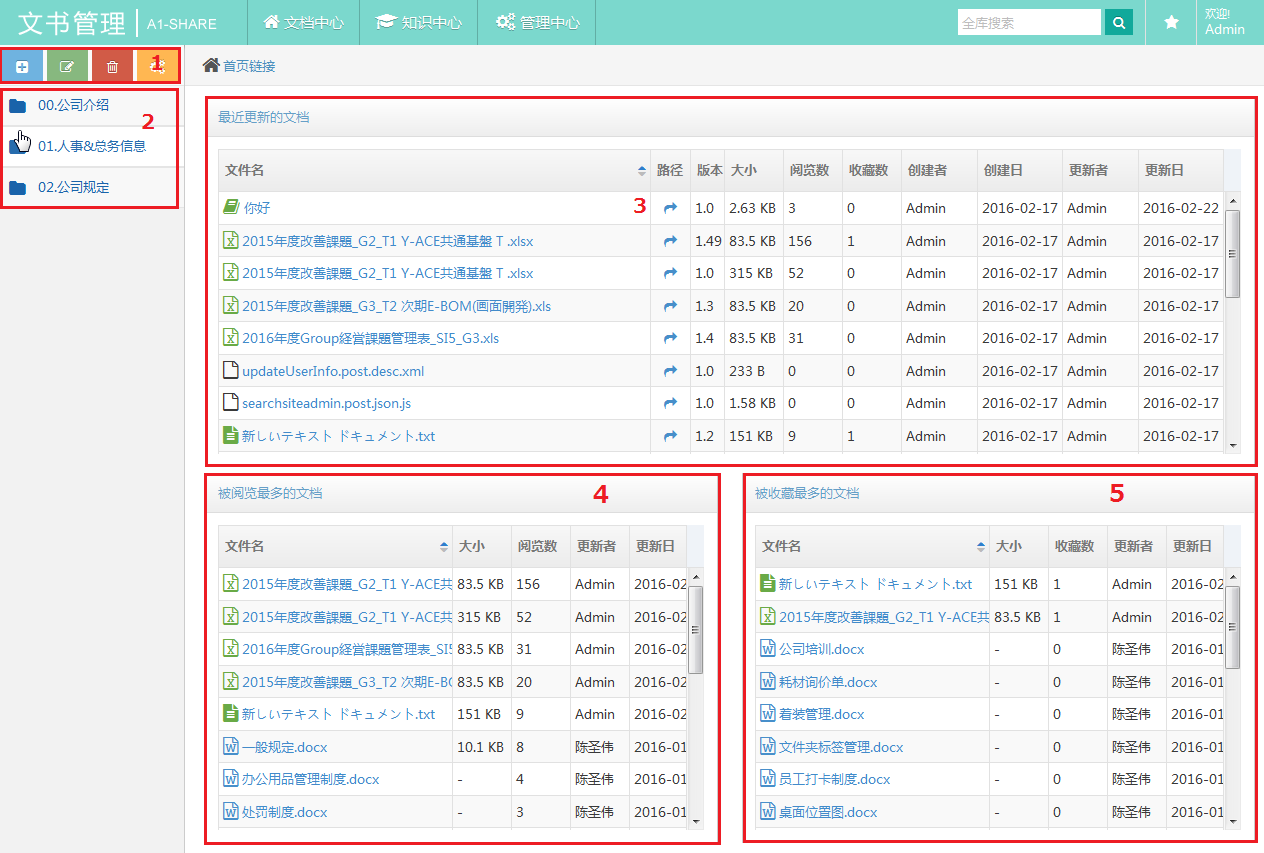 文书管理 A1-SHARE 文档中心 知识中心 管理中心 全库搜索 欢迎! Admin
1 首页链接
00.公司介绍
2
01.人事&总务信息
02.公司规定
最近更新的文档
文件名 路径 版本 大小 阅览数 收藏数 创建者 创建日 更新者 更新日
3
你好 1.0 2.63 KB 3 0 Admin 2016-02-17 Admin 2016-02-22
2015年度改善課題_G2_T1 Y-ACE共通基盤 T .xlsx 1.49 83.5 KB 156 1 Admin 2016-02-17 Admin 2016-02-17
2015年度改善課題_G2_T1 Y-ACE共通基盤 T .xlsx 1.0 315 KB 52 0 Admin 2016-02-17 Admin 2016-02-17
2015年度改善課題_G3_T2 次期E-BOM(画面開発).xls 1.3 83.5 KB 20 0 Admin 2016-02-17 Admin 2016-02-17
2016年度Group経営課題管理表_SI5_G3.xls 1.4 83.5 KB 31 0 Admin 2016-02-17 Admin 2016-02-17
updateUserInfo.post.desc.xml 1.0 233 B 0 0 Admin 2016-02-17 Admin 2016-02-17
searchsiteadmin.post.json.js 1.0 1.58 KB 0 0 Admin 2016-02-17 Admin 2016-02-17
新しいテキスト ドキュメント.txt 1.2 151 KB 9 1 Admin 2016-02-17 Admin 2016-02-17
被阅览最多的文档 4
文件名 大小 阅览数 更新者 更新日
2015年度改善課題_G2_T1 Y-ACE共 83.5 KB 156 Admin 2016-02
2015年度改善課題_G2_T1 Y-ACE共 315 KB 52 Admin 2016-02
2016年度Group経営課題管理表_SI5 83.5 KB 31 Admin 2016-02
2015年度改善課題_G3_T2 次期E-BO 83.5 KB 20 Admin 2016-02
新しいテキスト ドキュメント.txt 151 KB 9 Admin 2016-02
一般规定.docx 10.1 KB 8 陈圣伟 2016-01
办公用品管理制度.docx - 4 陈圣伟 2016-01
处罚制度.docx - 3 陈圣伟 2016-01
被收藏最多的文档 5
文件名 大小 收藏数 更新者 更新日
新しいテキスト ドキュメント.txt 151 KB 1 Admin 2016-02
2015年度改善課題_G2_T1 Y-ACE共 83.5 KB 1 Admin 2016-02
公司培训.docx - 0 陈圣伟 2016-01
耗材询价单.docx - 0 陈圣伟 2016-01
着装管理.docx - 0 陈圣伟 2016-01
文件夹标签管理.docx - 0 陈圣伟 2016-01
员工打卡制度.docx - 0 陈圣伟 2016-01
桌面位置图.docx - 0 陈圣伟 2016-01